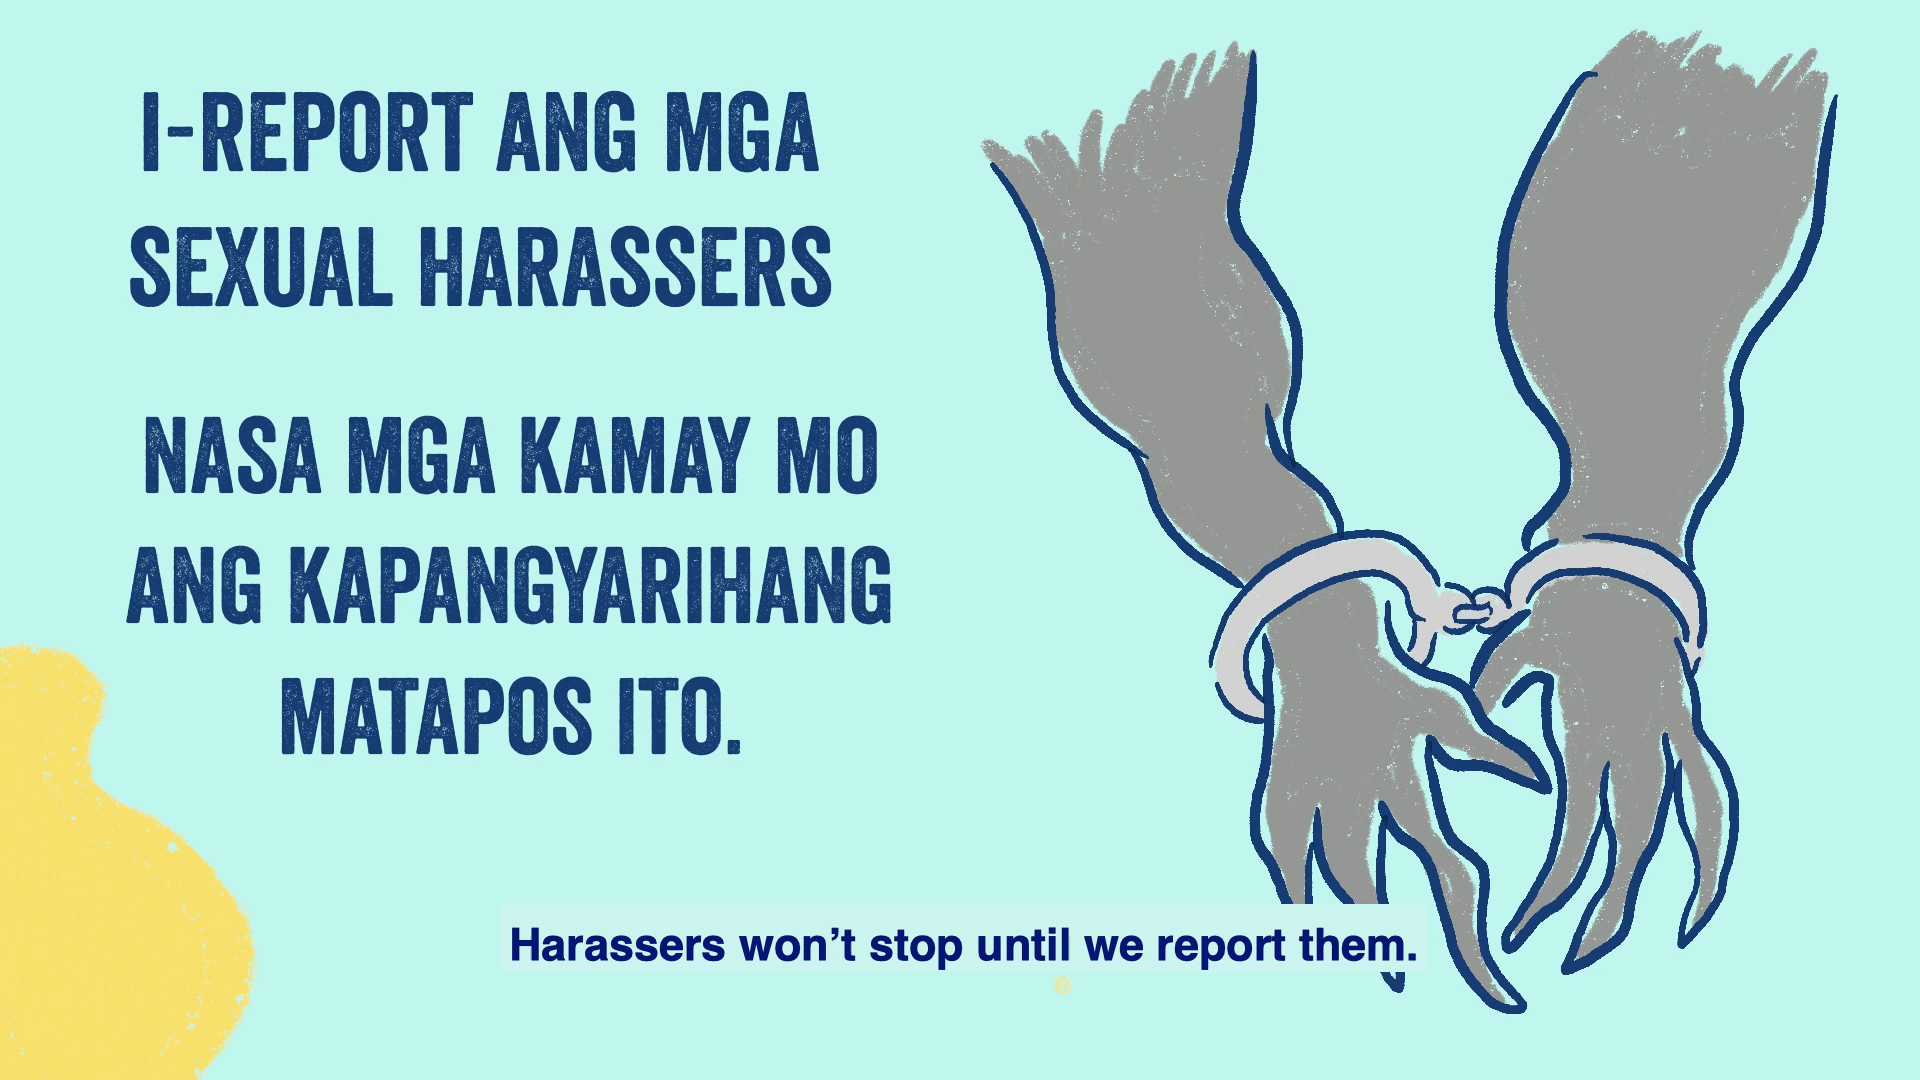 I-REPORT ANG MGA
SEXUAL HARASSERS
NASA MGA KAMAY MO
ANG KAPANGYARIHANG
MATAPOS ITO.
Harassers won’t stop until we report them.